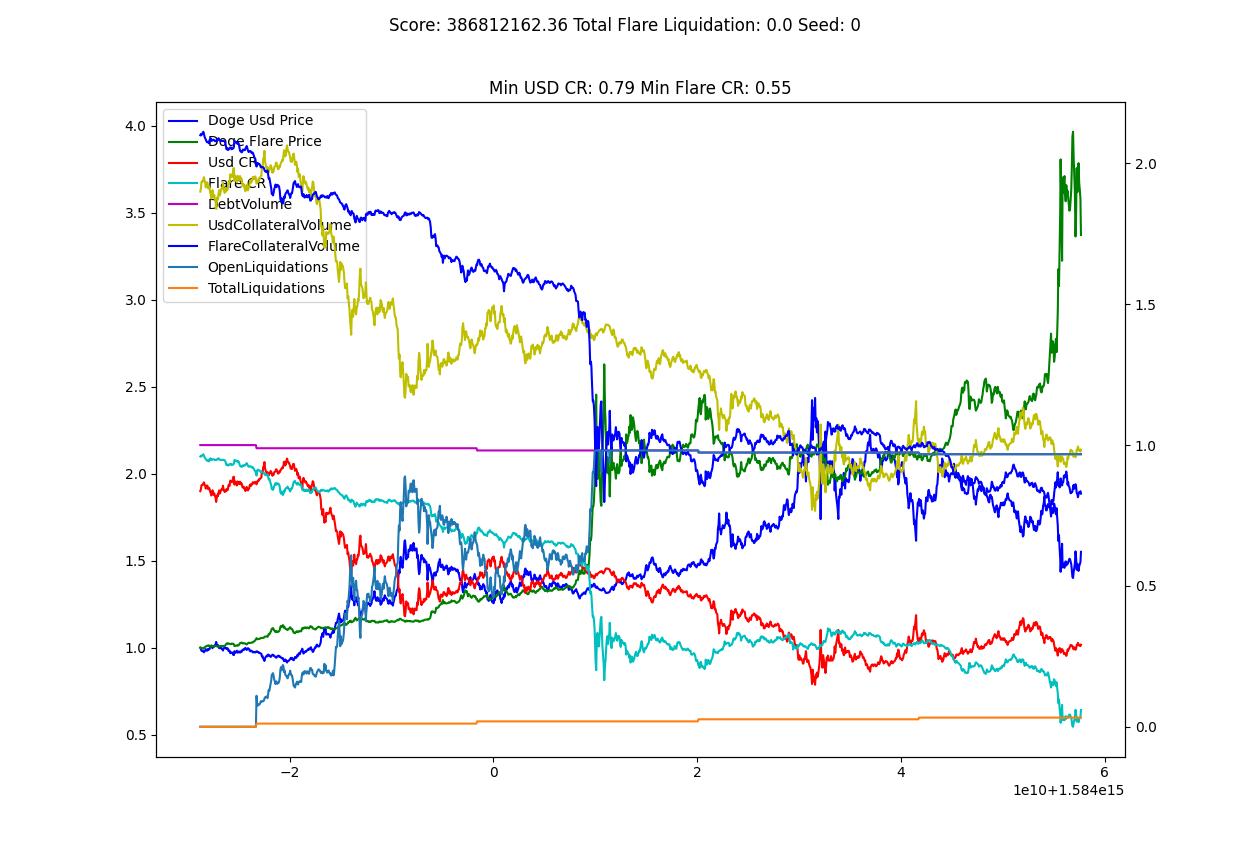 Score: 386812162.36 Total Flare Liquidation: 0.0 Seed: 0
Min USD CR: 0.79 Min Flare CR: 0.55
Doge Usd Price
Doge Flare Price
Usd CR
Flare CR
DebtVolume
UsdCollateralVolume
FlareCollateralVolume
OpenLiquidations
TotalLiquidations
4.0
3.5
3.0
2.5
2.0
1.5
1.0
0.5
2.0
1.5
1.0
0.5
0.0
−2
0
2
4
6
1e10+1.584e15